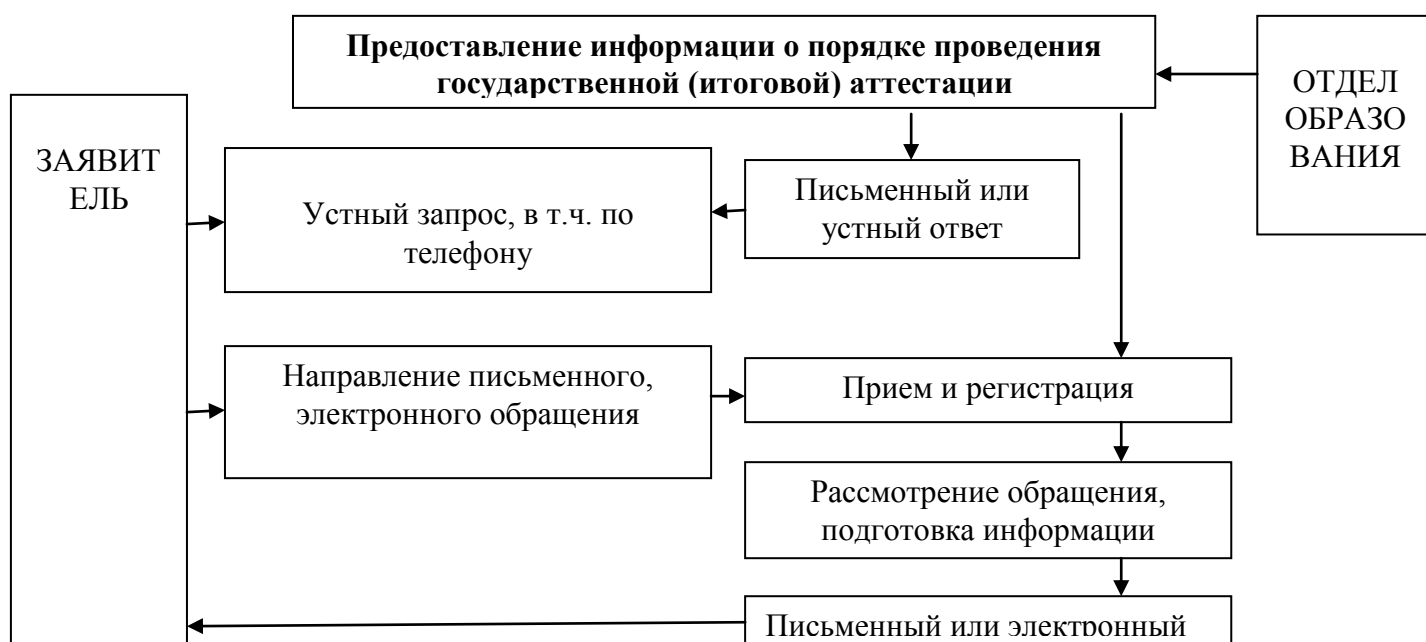 Предоставление информации о порядке проведения
государственной (итоговой) аттестации
ОТДЕЛ
ОБРАЗО
ВАНИЯ
ЗАЯВИТ
ЕЛЬ
Устный запрос, в т.ч. по
телефону
Письменный или
устный ответ
Направление письменного,
электронного обращения
Прием и регистрация
Рассмотрение обращения,
подготовка информации
Письменный или электронный